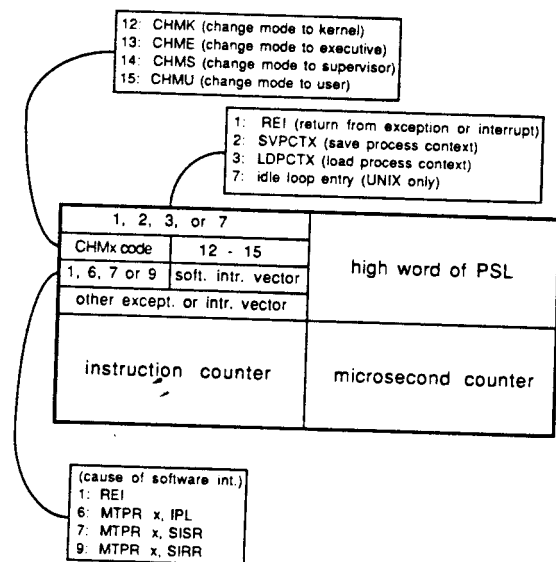 12: CHMK (change mode to kernel)
13: CHME (change mode to executive)
14: CHMS (change mode to supervisor)
15: CHMU (change mode to user)
1: REI (return from exception or interrupt)
2: SVPCTX (save process context)
3: LDPCTX (load process context)
7: idle loop entry (UNIX only)
1, 2, 3, or 7
CHMx code 12 - 15
1, 6, 7 or 9 soft. intr. vector
other except. or intr. vector
high word of PSL
instruction counter
microsecond counter
(cause of software int.)
1: REI
6: MTPR x, IPL
7: MTPR x, SISR
9: MTPR x, SIRR